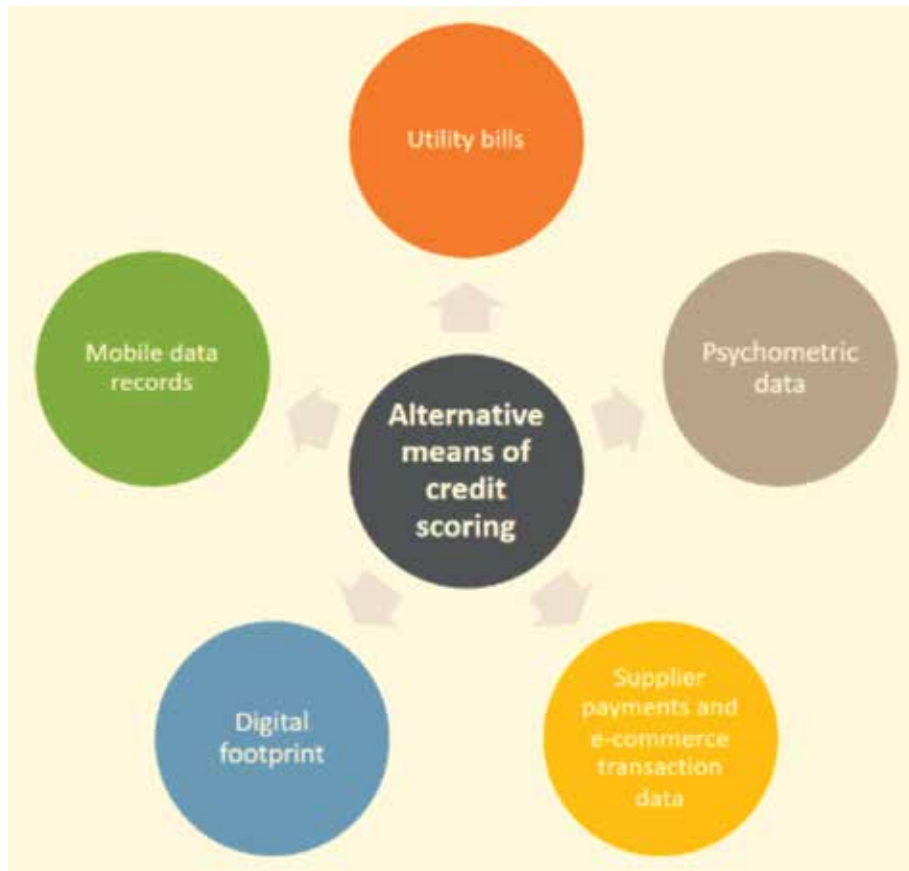 Utility bills
Mobile data
records
Psychometric
data
Alternative
means of
credit
scoring
Digital
footprint
Supplier
payments and
e-commerce
transaction
data